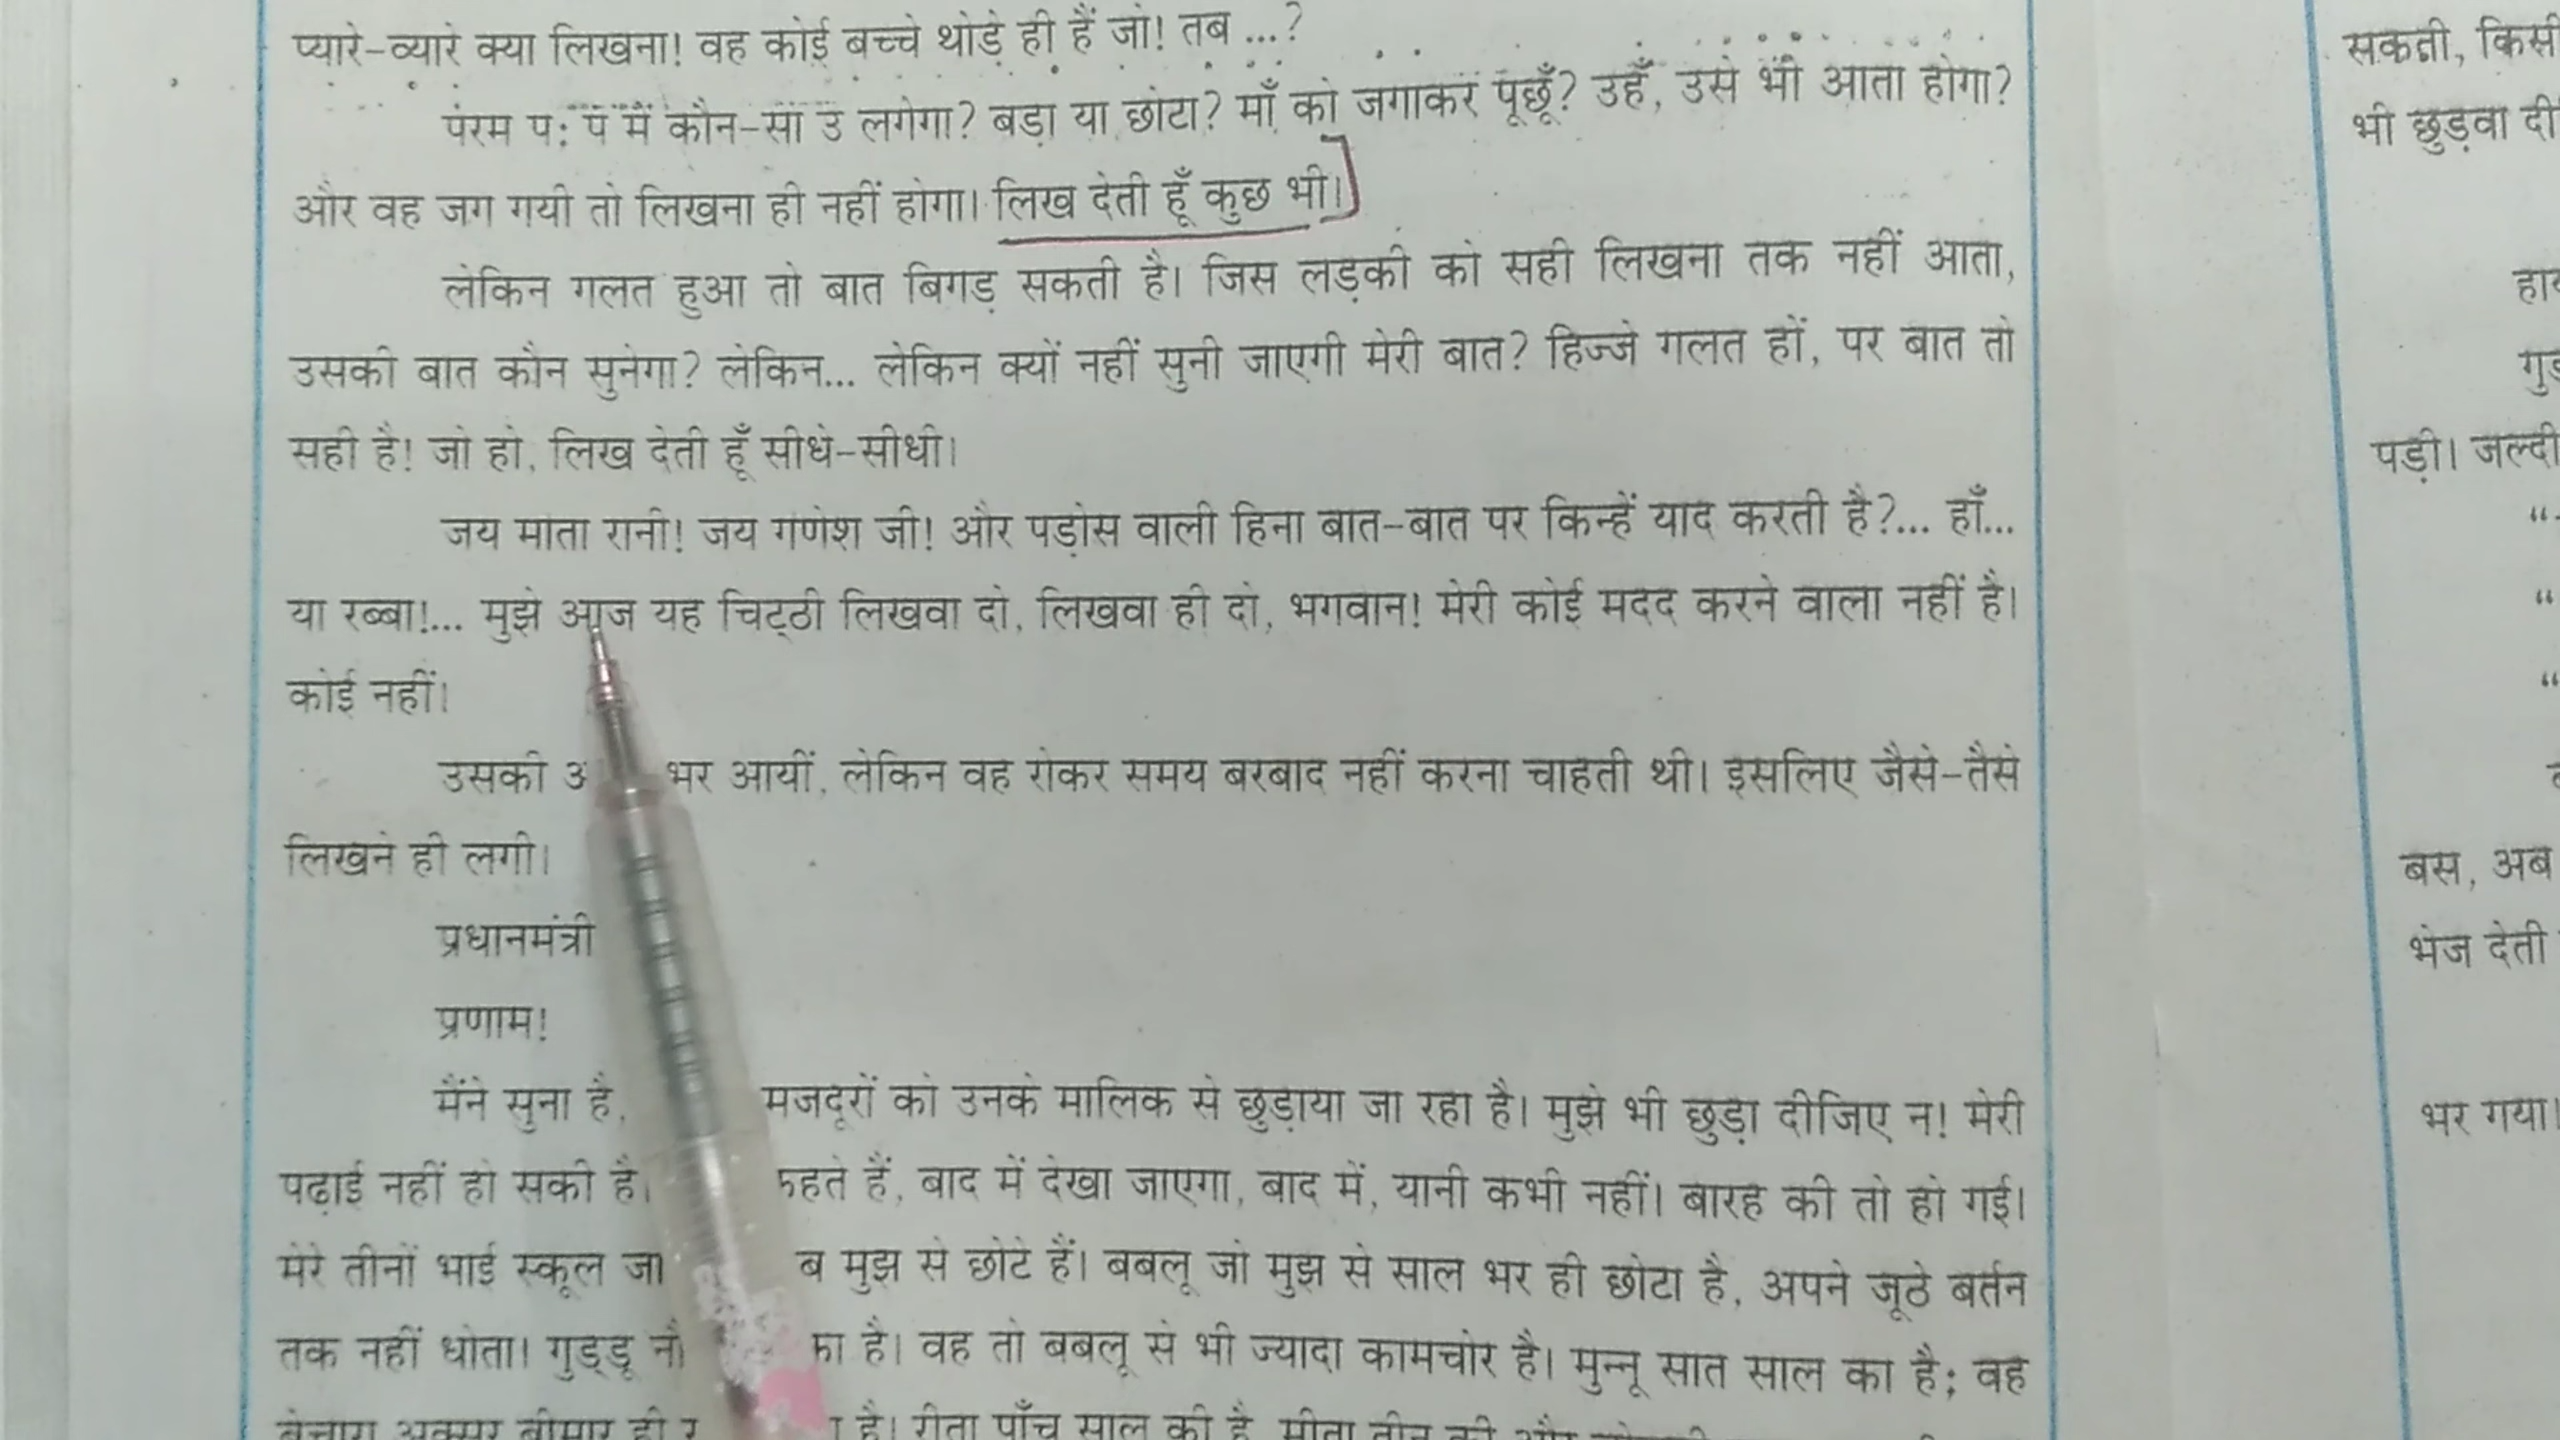 प्यारे-व्यारे क्या लिखना! वह कोई बच्चे थोड़े ही हैं जो! तब ...?
परम प: प में कौन-सा उ लगेगा? बड़ा या छोटा? माँ को जगाकर पूछूँ? उहँ, उसे भी आता होगा?
और वह जग गयी तो लिखना ही नहीं होगा। लिख देती हूँ कुछ भी।
लेकिन गलत हुआ तो बात बिगड़ सकती है। जिस लड़की को सही लिखना तक नहीं आता,
उसकी बात कौन सुनेगा? लेकिन... लेकिन क्यों नहीं सुनी जाएगी मेरी बात? हिज्जे गलत हों, पर बात तो
सही है! जो हो, लिख देती हूँ सीधे-सीधी।
जय माता रानी! जय गणेश जी! और पड़ोस वाली हिना बात-बात पर किन्हें याद करती है?... हाँ...
या रब्बा!... मुझे आज यह चिट्ठी लिखवा दो, लिखवा ही दो, भगवान! मेरी कोई मदद करने वाला नहीं है।
कोई नहीं।
उसकी भर आयीं, लेकिन वह रोकर समय बरबाद नहीं करना चाहती थी। इसलिए जैसे-तैसे
लिखने ही लगी।
प्रधानमंत्री
प्रणाम!
मैंने सुना है, मजदूरों को उनके मालिक से छुड़ाया जा रहा है। मुझे भी छुड़ा दीजिए न! मेरी
पढ़ाई नहीं हो सकी है। कहते हैं, बाद में देखा जाएगा, बाद में, यानी कभी नहीं। बारह की तो हो गई।
मेरे तीनों भाई स्कूल जा ब मुझ से छोटे हैं। बबलू जो मुझ से साल भर ही छोटा है, अपने जूठे बर्तन
तक नहीं धोता। गुड्डू नौ का है। वह तो बबलू से भी ज्यादा कामचोर है। मुन्नू सात साल का है; वह
बेचारा अक्सर बीमार ही है। रीता पाँच साल की है, मीता तीन की और
सकती, किसी
भी छुड़वा दी
पड़ी। जल्दी
बस, अब
भेज देती
भर गया।